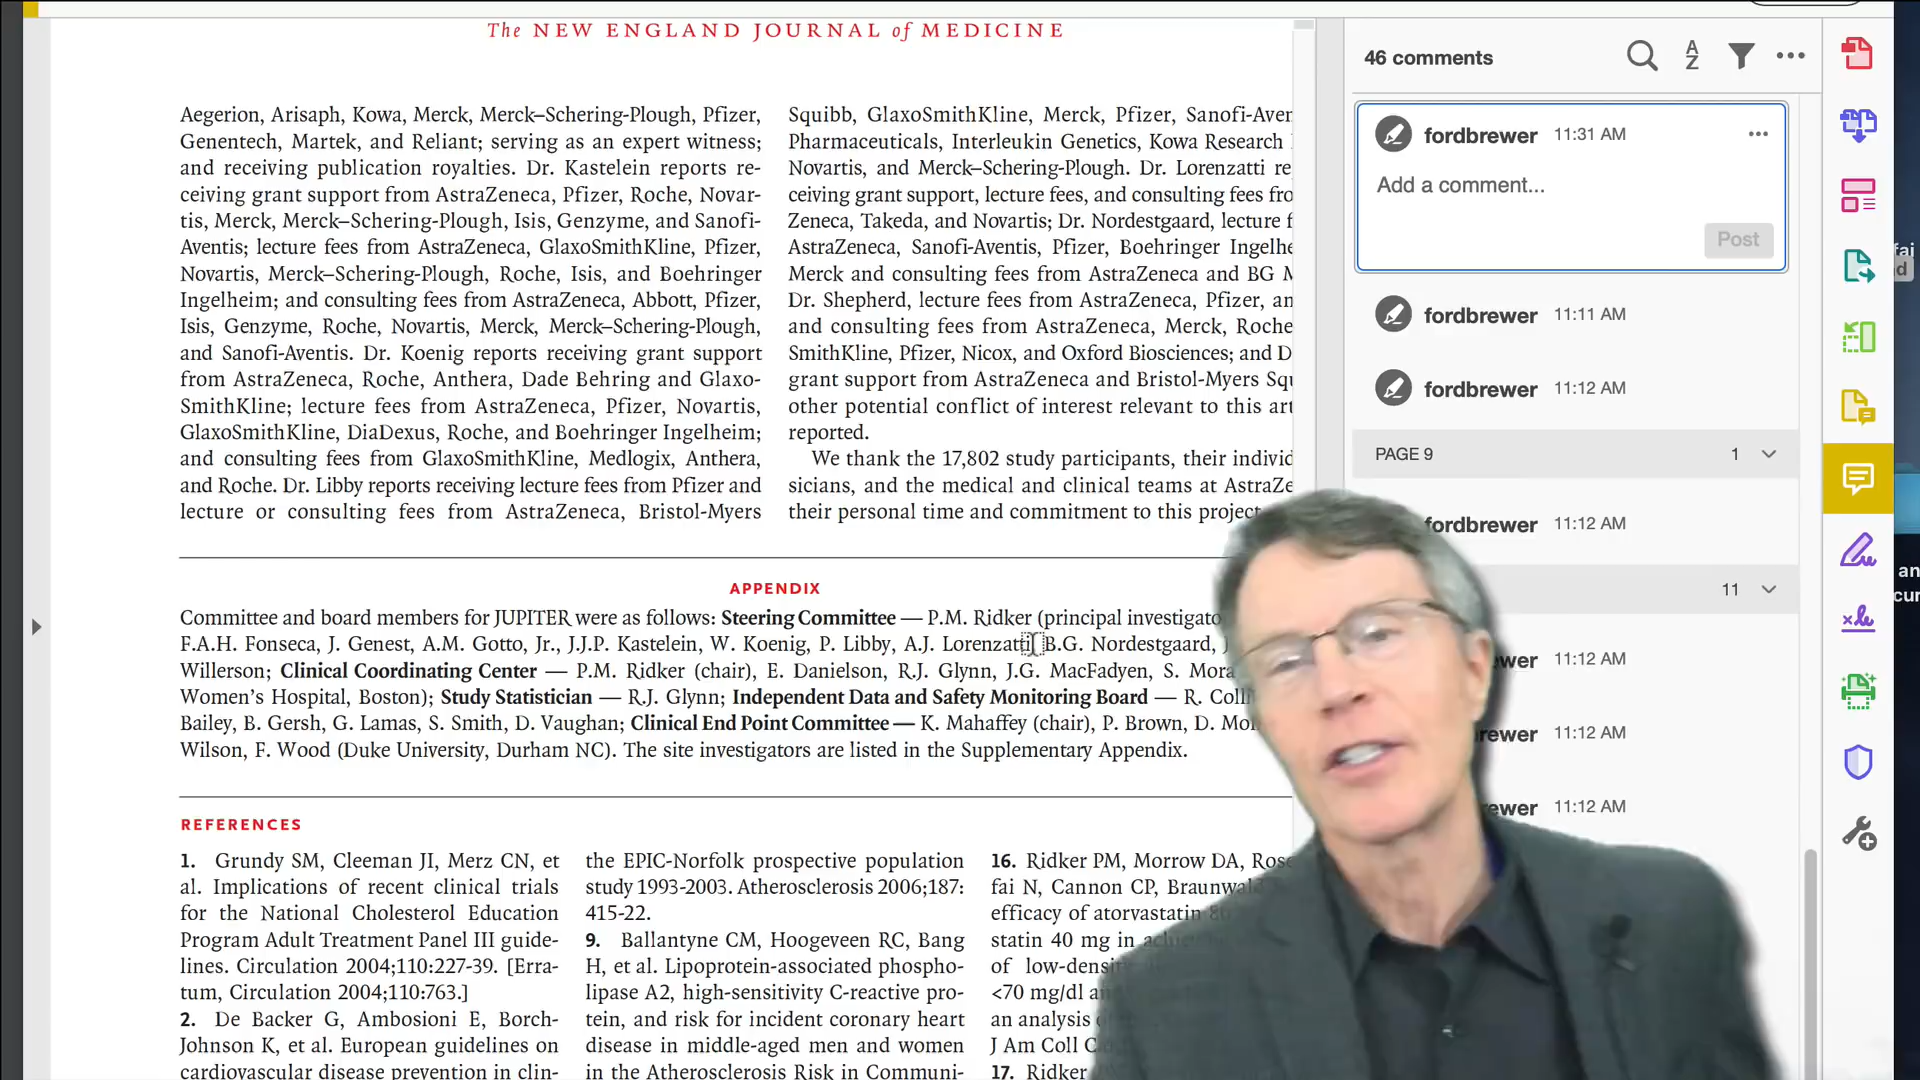 The NEW ENGLAND JOURNAL of MEDICINE
Aegerion, Arisaph, Kowa, Merck, Merck–Schering-Plough, Pfizer,
Genentech, Martek, and Reliant; serving as an expert witness;
and receiving publication royalties. Dr. Kastelein reports re-
ceiving grant support from AstraZeneca, Pfizer, Roche, Novar-
tis, Merck, Merck–Schering-Plough, Isis, Genzyme, and Sanofi-
Aventis; lecture fees from AstraZeneca, GlaxoSmithKline, Pfizer,
Novartis, Merck–Schering-Plough, Roche, Isis, and Boehringer
Ingelheim; and consulting fees from AstraZeneca, Abbott, Pfizer,
Isis, Genzyme, Roche, Novartis, Merck, Merck–Schering-Plough,
and Sanofi-Aventis. Dr. Koenig reports receiving grant support
from AstraZeneca, Roche, Anthera, Dade Behring and Glaxo-
SmithKline; lecture fees from AstraZeneca, Pfizer, Novartis,
GlaxoSmithKline, DiaDexus, Roche, and Boehringer Ingelheim;
and consulting fees from GlaxoSmithKline, Medlogix, Anthera,
and Roche. Dr. Libby reports receiving lecture fees from Pfizer and
lecture or consulting fees from AstraZeneca, Bristol-Myers
Squibb, GlaxoSmithKline, Merck, Pfizer, Sanofi-Aven
Pharmaceuticals, Interleukin Genetics, Kowa Research
Novartis, and Merck–Schering-Plough. Dr. Lorenzatti re
ceiving grant support, lecture fees, and consulting fees fro
Zeneca, Takeda, and Novartis; Dr. Nordestgaard, lecture f
AstraZeneca, Sanofi-Aventis, Pfizer, Boehringer Ingelhe
Merck and consulting fees from AstraZeneca and BG M
Dr. Shepherd, lecture fees from AstraZeneca, Pfizer, an
and consulting fees from AstraZeneca, Merck, Roche
SmithKline, Pfizer, Nicox, and Oxford Biosciences; and D
grant support from AstraZeneca and Bristol-Myers Squ
other potential conflict of interest relevant to this art
reported.
We thank the 17,802 study participants, their individ
sicians, and the medical and clinical teams at AstraZe
their personal time and commitment to this project
APPENDIX
Committee and board members for JUPITER were as follows: Steering Committee — P.M. Ridker (principal investigato
F.A.H. Fonseca, J. Genest, A.M. Gotto, Jr., J.J.P. Kastelein, W. Koenig, P. Libby, A.J. Lorenzatti, B.G. Nordestgaard, J
Willerson; Clinical Coordinating Center — P.M. Ridker (chair), E. Danielson, R.J. Glynn, J.G. MacFadyen, S. Mora
Women’s Hospital, Boston); Study Statistician — R.J. Glynn; Independent Data and Safety Monitoring Board — R. Coll
Bailey, B. Gersh, G. Lamas, S. Smith, D. Vaughan; Clinical End Point Committee — K. Mahaffey (chair), P. Brown, D. Mo
Wilson, F. Wood (Duke University, Durham NC). The site investigators are listed in the Supplementary Appendix.
REFERENCES
1. Grundy SM, Cleeman JI, Merz CN, et
al. Implications of recent clinical trials
for the National Cholesterol Education
Program Adult Treatment Panel III guide-
lines. Circulation 2004;110:227-39. [Erra-
tum, Circulation 2004;110:763.]
2. De Backer G, Ambosioni E, Borch-
Johnson K, et al. European guidelines on
cardiovascular disease prevention in clin-
the EPIC-Norfolk prospective population
study 1993-2003. Atherosclerosis 2006;187:
415-22.
9. Ballantyne CM, Hoogeveen RC, Bang
H, et al. Lipoprotein-associated phospho-
lipase A2, high-sensitivity C-reactive pro-
tein, and risk for incident coronary heart
disease in middle-aged men and women
in the Atherosclerosis Risk in Communi-
16. Ridker PM, Morrow DA, Rose
fai N, Cannon CP, Braunwald
efficacy of atorvastatin 80
statin 40 mg in
of low-density
<70 mg/dl an
an analysis
J Am Coll C
17. Ridker
46 comments
A
Z
fordbrewer 11:31 AM
Add a comment...
Post
fordbrewer 11:11 AM
fordbrewer 11:12 AM
PAGE 9 1
fordbrewer 11:12 AM
11
wer 11:12 AM
rewer 11:12 AM
ewer 11:12 AM
fai
d
an
cur